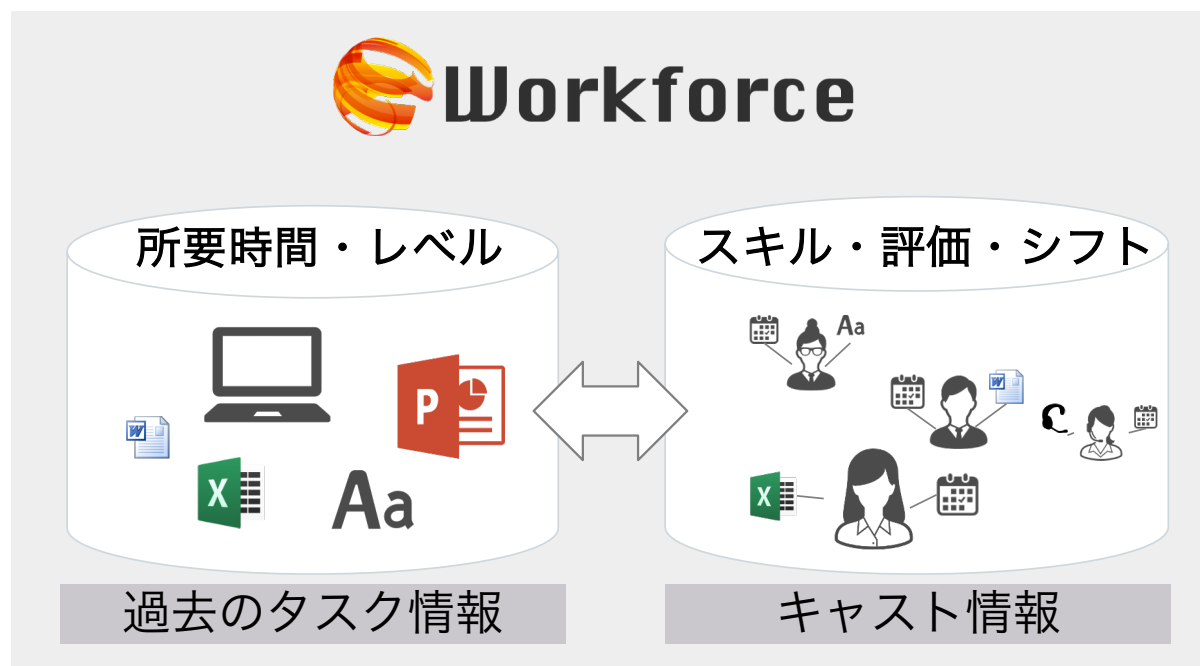 Workforce
所要時間・レベル
スキル・評価・シフト
Aa
W
P
W
X
Aa
X
過去のタスク情報
キャスト情報